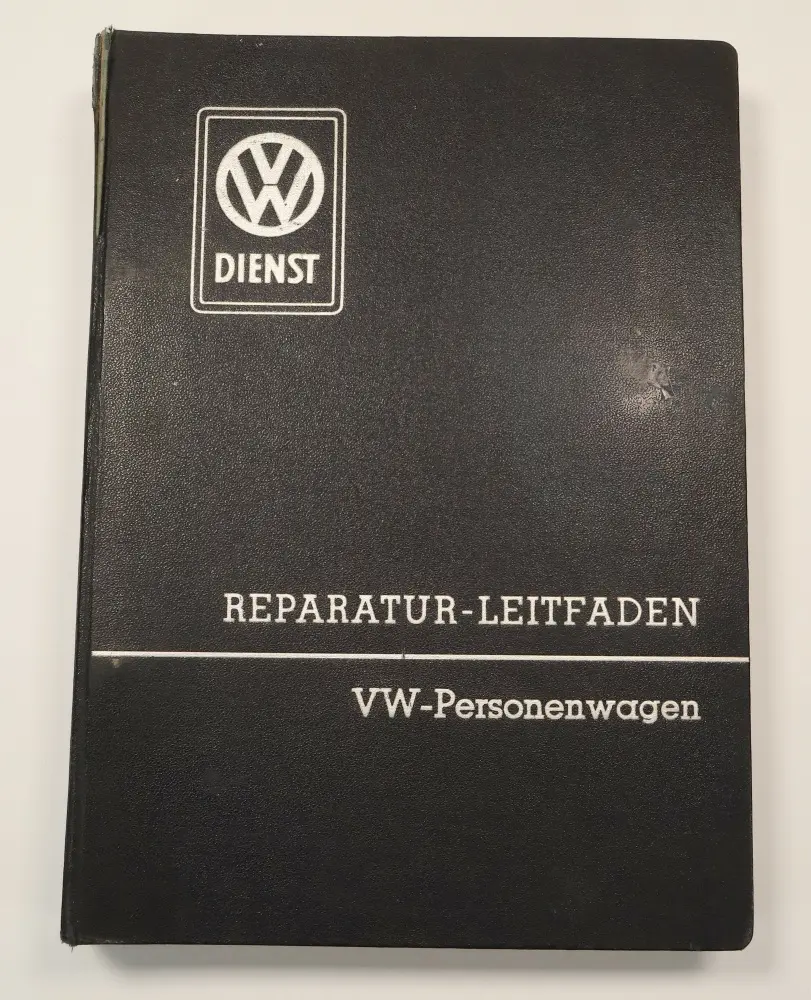 VW
DIENST
REPARATUR-LEITFADEN
VW-Personenwagen